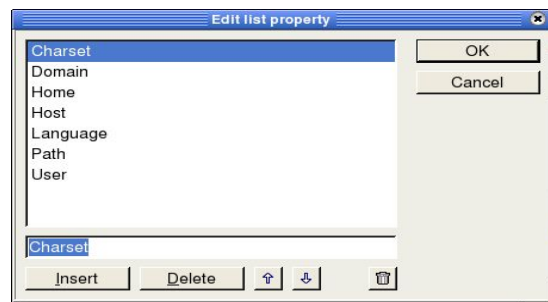 Edit list property
Charset
Domain
Home
Host
Language
Path
User
Charset
Insert
Delete
OK
Cancel